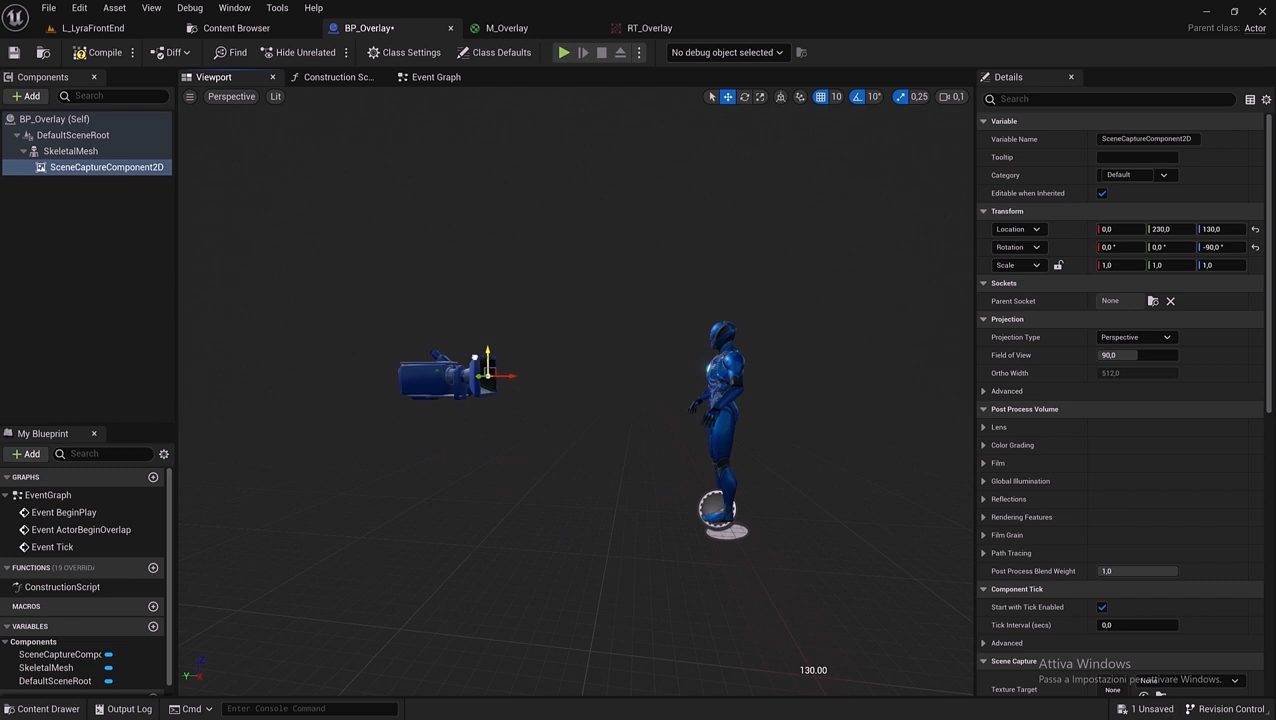 File Edit Asset View Debug Window Tools Help
L_LyraFrontEnd Content Browser BP_Overlay* M_Overlay RT_Overlay Parent class: Actor
Compile Diff Find Hide Unrelated Class Settings Class Defaults No debug object selected
Components Viewport Construction Sc... Event Graph Details
Add Search Perspective Lit 10 10° 0,25 0,1 Search
BP_Overlay (Self)
DefaultSceneRoot
SkeletalMesh
SceneCaptureComponent2D
Variable
Variable Name SceneCaptureComponent2D
Tooltip
Category Default
Editable when Inherited
Transform
Location 0,0 230,0 130,0
Rotation 0,0 ° 0,0 ° -90,0 °
Scale 1,0 1,0 1,0
Sockets
Parent Socket None
Projection
Projection Type Perspective
Field of View 90,0
Ortho Width 512,0
Advanced
Post Process Volume
Lens
Color Grading
Film
Global Illumination
Reflections
Rendering Features
Film Grain
Path Tracing
Post Process Blend Weight 1,0
Component Tick
Start with Tick Enabled
Tick Interval (secs) 0,0
Advanced
Scene Capture
Texture Target None None
Attiva Windows
Passa a Impostazioni per attivare Windows.
My Blueprint
Add Search
GRAPHS
EventGraph
Event BeginPlay
Event ActorBeginOverlap
Event Tick
FUNCTIONS (19 OVERRID
ConstructionScript
MACROS
VARIABLES
Components
SceneCaptureCompo
SkeletalMesh
DefaultSceneRoot
130.00
Z
Y
Content Drawer Output Log Cmd Enter Console Command 1 Unsaved Revision Control